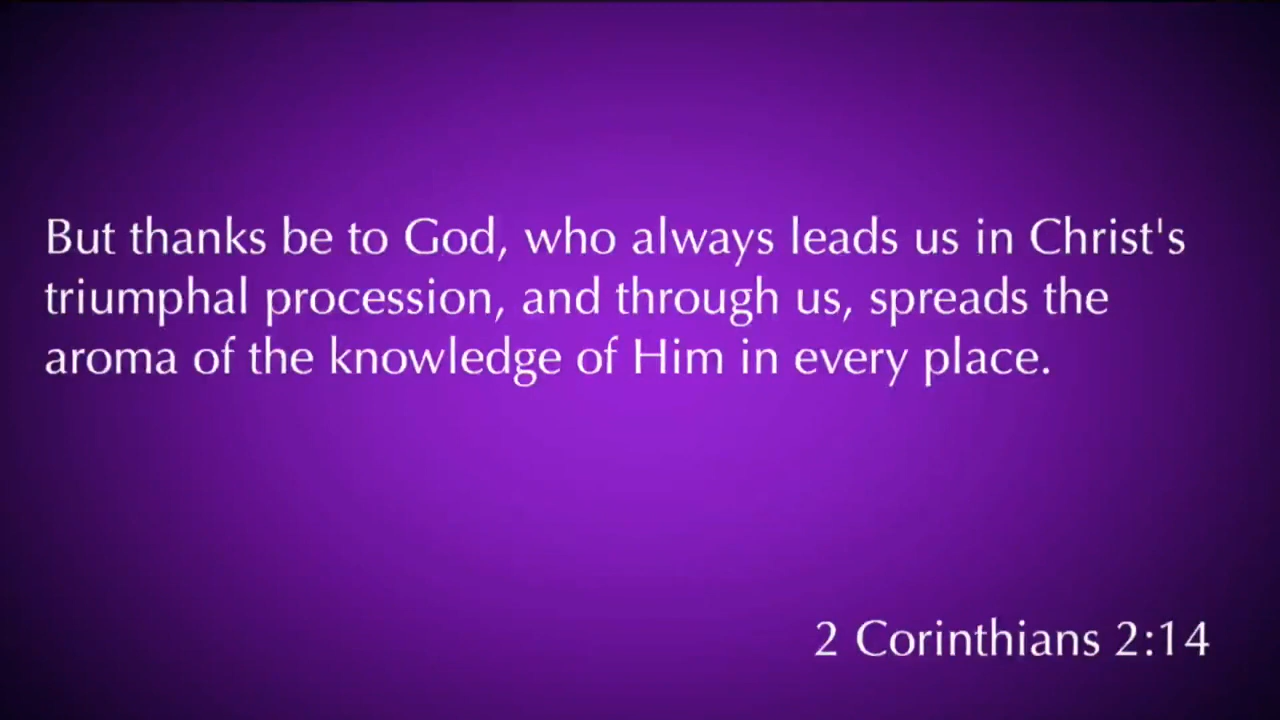 But thanks be to God, who always leads us in Christ's
triumphal procession, and through us, spreads the
aroma of the knowledge of Him in every place.
2 Corinthians 2:14